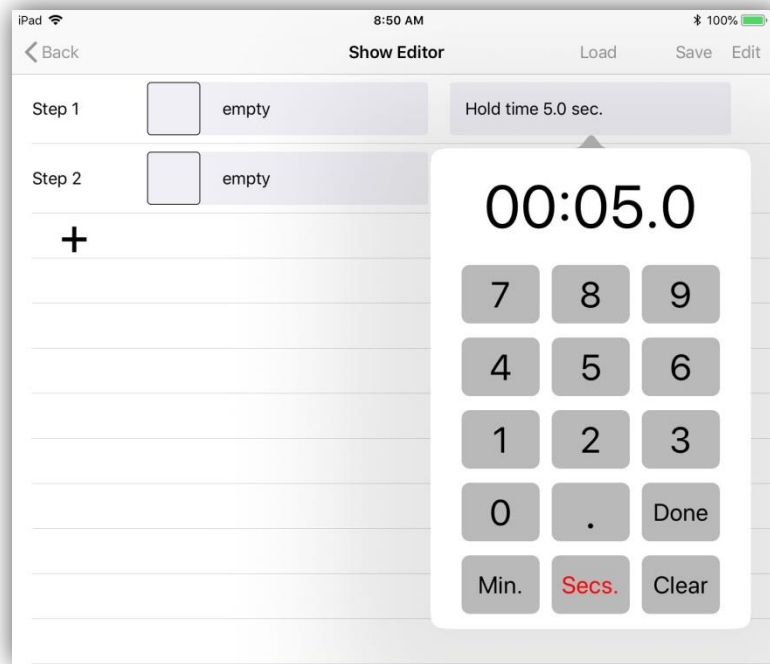 iPad 8:50 AM 100%
Back Show Editor Load Save Edit
Step 1 empty Hold time 5.0 sec.
Step 2 empty
+
00:05.0
7 8 9
4 5 6
1 2 3
0 . Done
Min. Secs. Clear